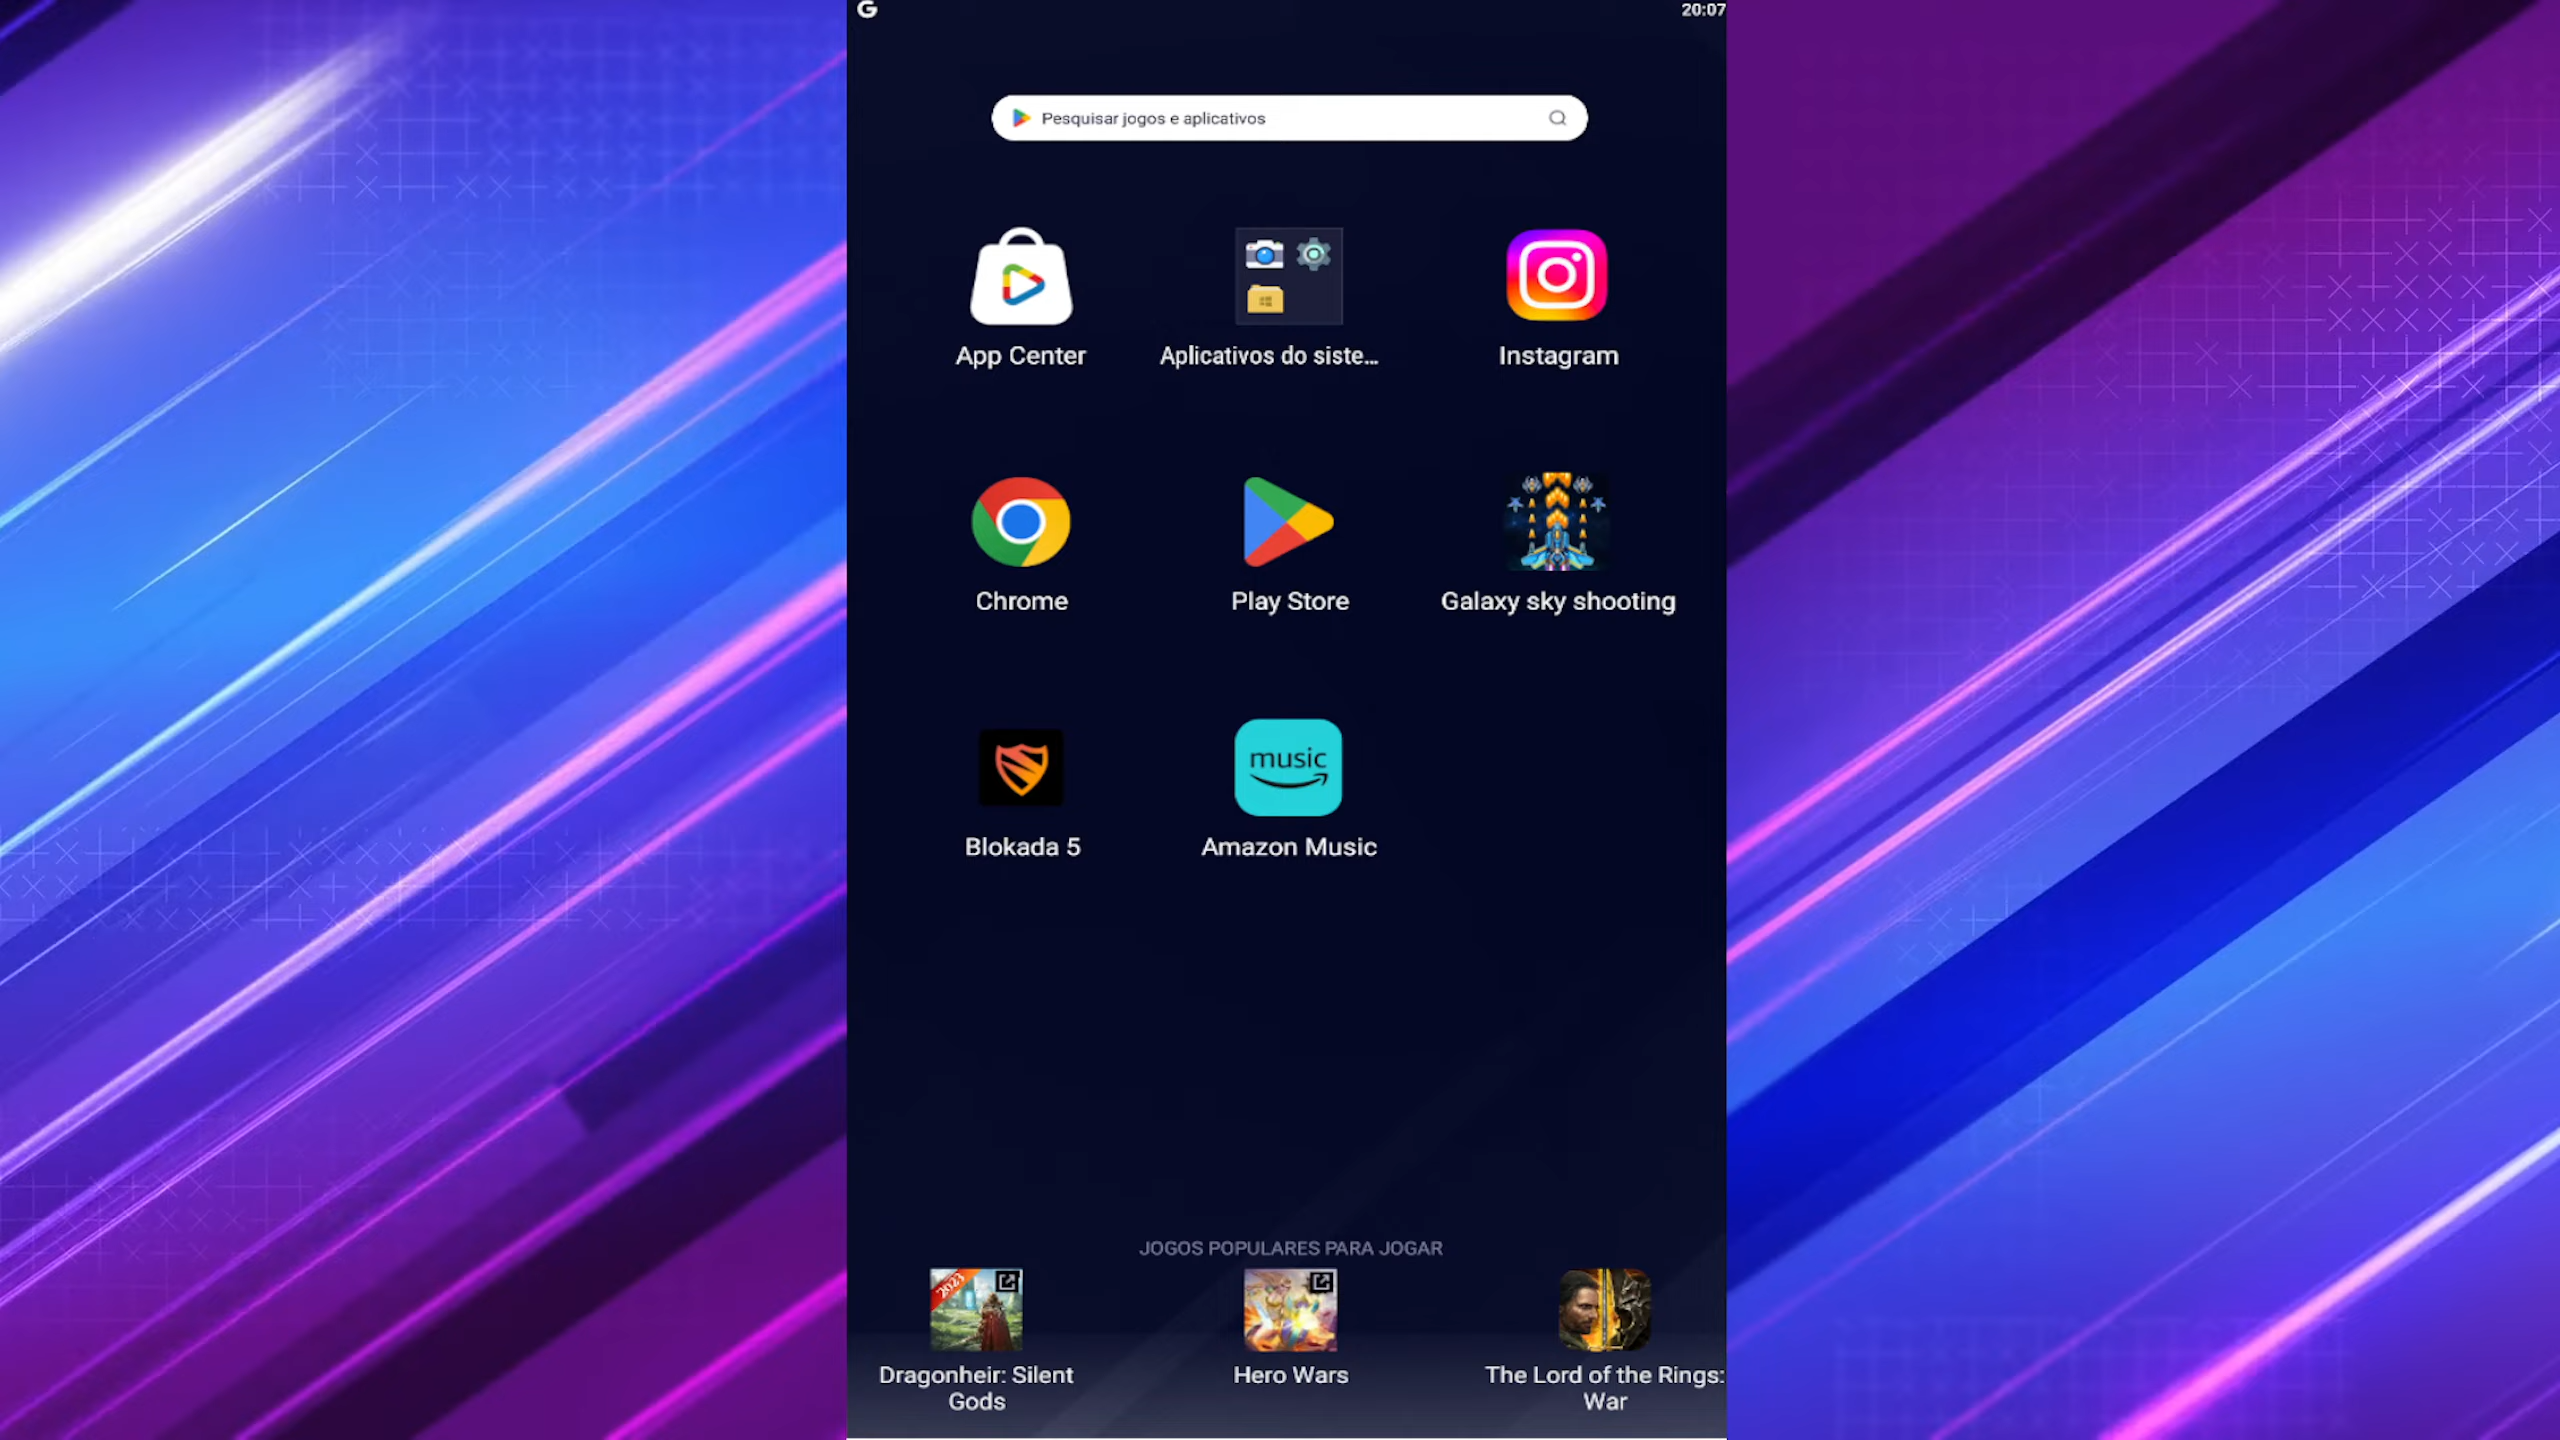 G
20:07
Pesquisar jogos e aplicativos
App Center
Aplicativos do siste...
Instagram
Chrome
Play Store
Galaxy sky shooting
music
Blokada 5
Amazon Music
JOGOS POPULARES PARA JOGAR
2023
Dragonheir: Silent
Gods
Hero Wars
The Lord of the Rings:
War